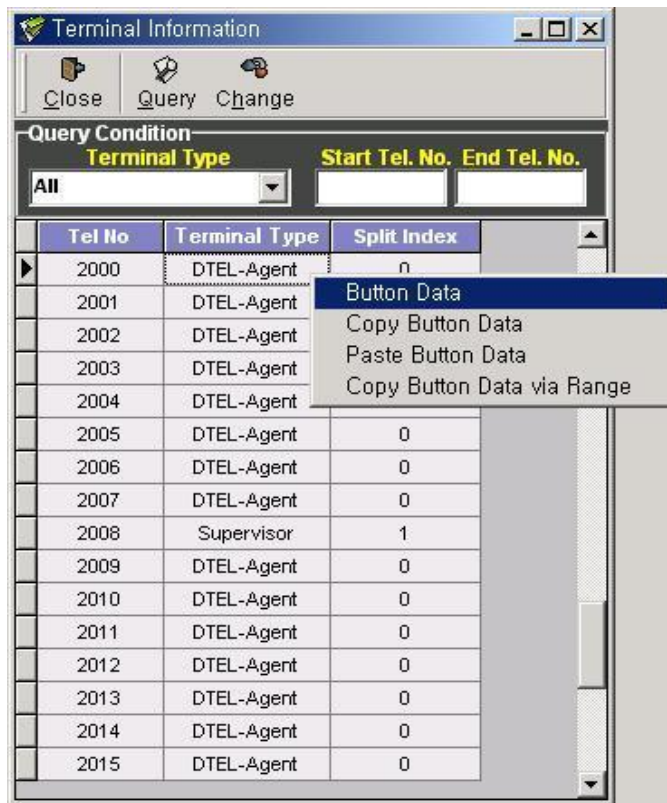 Terminal Information
Close Query Change
Query Condition
Terminal Type Start Tel. No. End Tel. No.
All
Tel No Terminal Type Split Index
2000 DTEL-Agent 0
Button Data
2001 DTEL-Agent
Copy Button Data
2002 DTEL-Agent
Paste Button Data
2003 DTEL-Agent
Copy Button Data via Range
2004 DTEL-Agent
2005 DTEL-Agent 0
2006 DTEL-Agent 0
2007 DTEL-Agent 0
2008 Supervisor 1
2009 DTEL-Agent 0
2010 DTEL-Agent 0
2011 DTEL-Agent 0
2012 DTEL-Agent 0
2013 DTEL-Agent 0
2014 DTEL-Agent 0
2015 DTEL-Agent 0